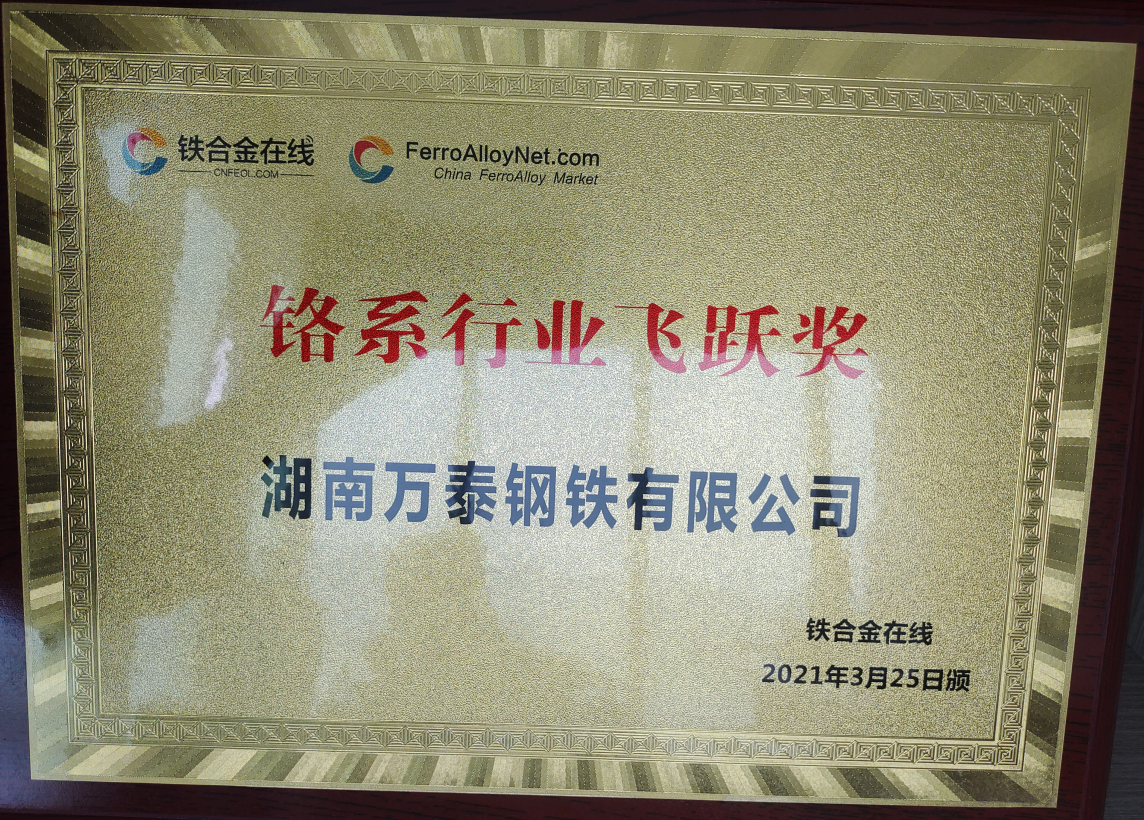 铁合金在线
CNFEOL.COM
FerroAlloyNet.com
China FerroAlloy Market
铬系行业飞跃奖
湖南万泰钢铁有限公司
铁合金在线
2021年3月25日颁